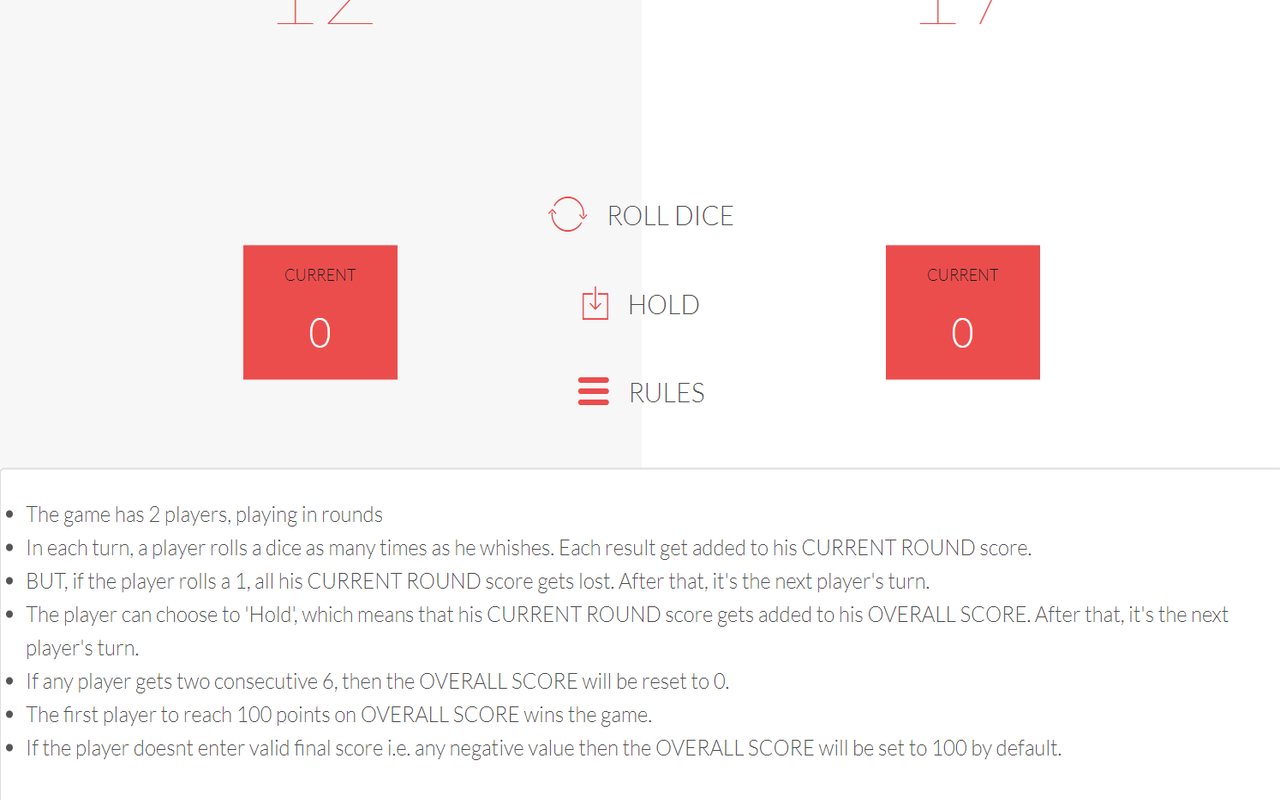 ROLL DICE
CURRENT
0
HOLD
CURRENT
0
RULES
The game has 2 players, playing in rounds
In each turn, a player rolls a dice as many times as he whishes. Each result get added to his CURRENT ROUND score.
BUT, if the player rolls a 1, all his CURRENT ROUND score gets lost. After that, it's the next player's turn.
The player can choose to 'Hold', which means that his CURRENT ROUND score gets added to his OVERALL SCORE. After that, it's the next
player's turn.
If any player gets two consecutive 6, then the OVERALL SCORE will be reset to 0.
The first player to reach 100 points on OVERALL SCORE wins the game.
If the player doesnt enter valid final score i.e. any negative value then the OVERALL SCORE will be set to 100 by default.